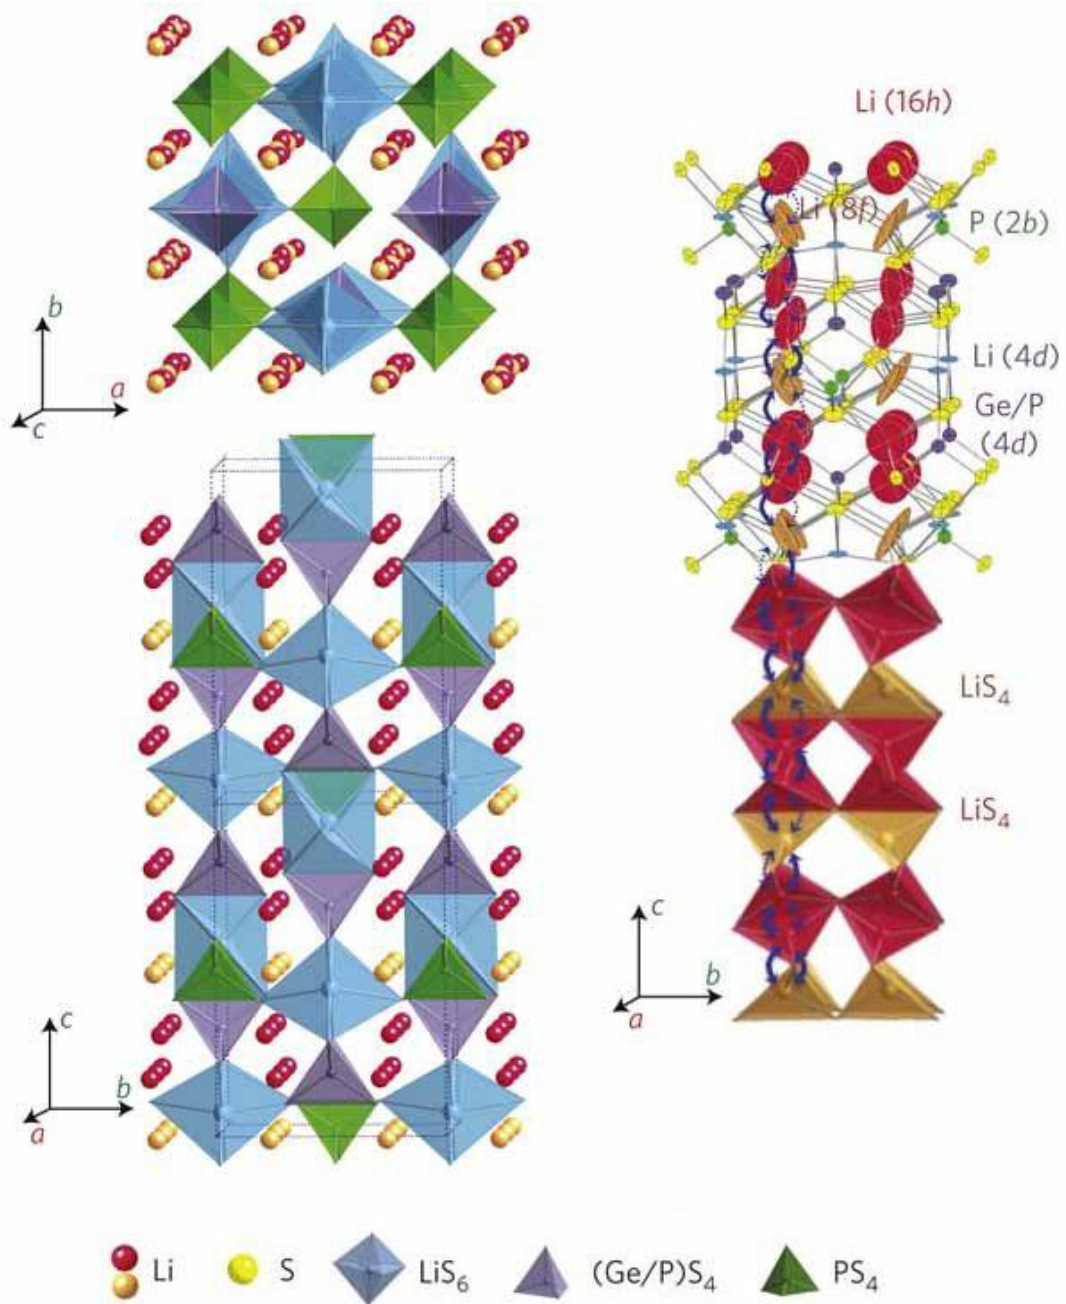 b
a
c
c
b
a
Li (16h)
Li (8f)
P (2b)
Li (4d)
Ge/P
(4d)
LiS₄
LiS₄
c
b
a
Li
S
LiS₆
(Ge/P)S₄
PS₄